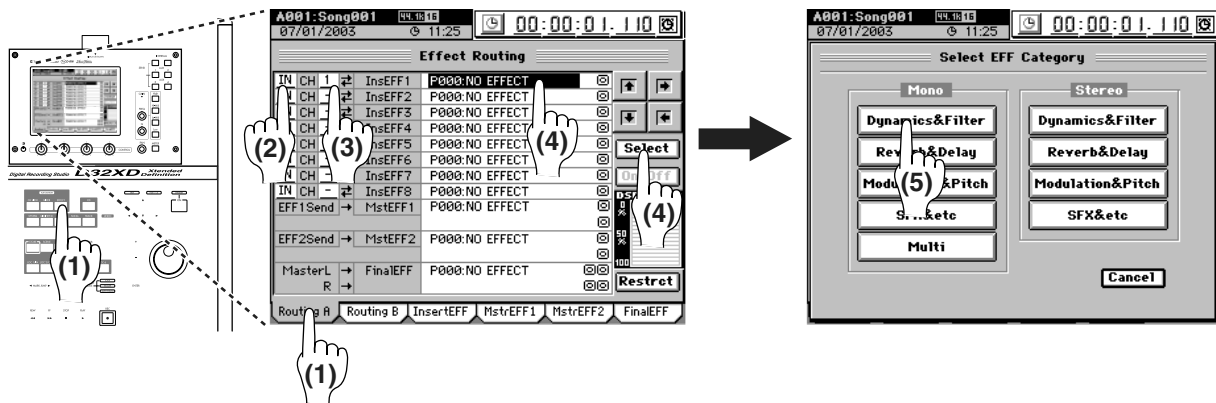 A001:Song001 44.1k 16
07/01/2003 11:25
00:00:01.110
Effect Routing
IN CH 1 ⇄ InsEFF1 P000:NO EFFECT
InsEFF2 P000:NO EFFECT
InsEFF3 P000:NO EFFECT
InsEFF4 P000:NO EFFECT
InsEFF5 P000:NO EFFECT
InsEFF6 P000:NO EFFECT
CH - ⇄ InsEFF7 P000:NO EFFECT
IN CH - ⇄ InsEFF8 P000:NO EFFECT
EFF1Send → MstEFF1 P000:NO EFFECT
EFF2Send → MstEFF2 P000:NO EFFECT
MasterL → FinalEFF P000:NO EFFECT
R →
Select
On/Off
0
%
50
%
100
Restrct
Routing A Routing B InsertEFF MstrEFF1 MstrEFF2 FinalEFF
(2)
(3)
(4)
(4)
(1)
(1)
Digital Recording Studio D32XD Xtended Definition
A001:Song001 44.1k 16
07/01/2003 11:25
00:00:01.110
Select EFF Category
Mono
Dynamics&Filter
Reverb&Delay
Modulation&Pitch
SFX&etc
Multi
Stereo
Dynamics&Filter
Reverb&Delay
Modulation&Pitch
SFX&etc
Cancel
(5)